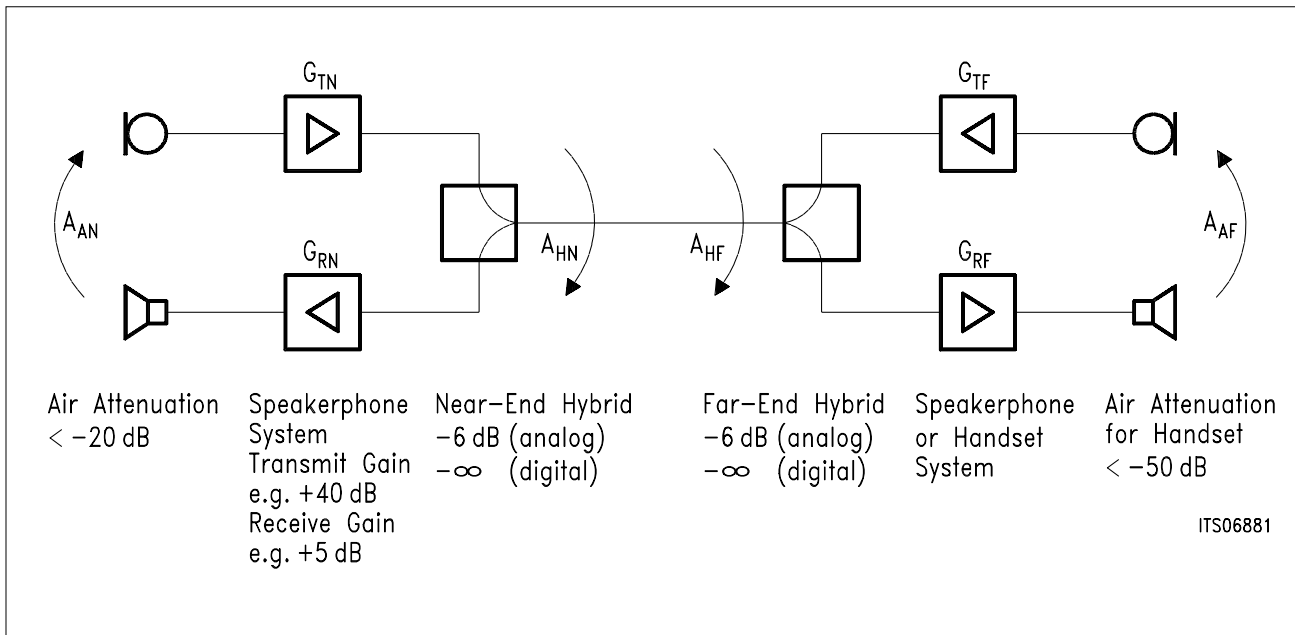 G_TN
G_TF
A_AN
A_HN
A_HF
A_AF
G_RN
G_RF
Air Attenuation
< −20 dB
Speakerphone
System
Transmit Gain
e.g. +40 dB
Receive Gain
e.g. +5 dB
Near−End Hybrid
−6 dB (analog)
−∞ (digital)
Far−End Hybrid
−6 dB (analog)
−∞ (digital)
Speakerphone
or Handset
System
Air Attenuation
for Handset
< −50 dB
ITS06881